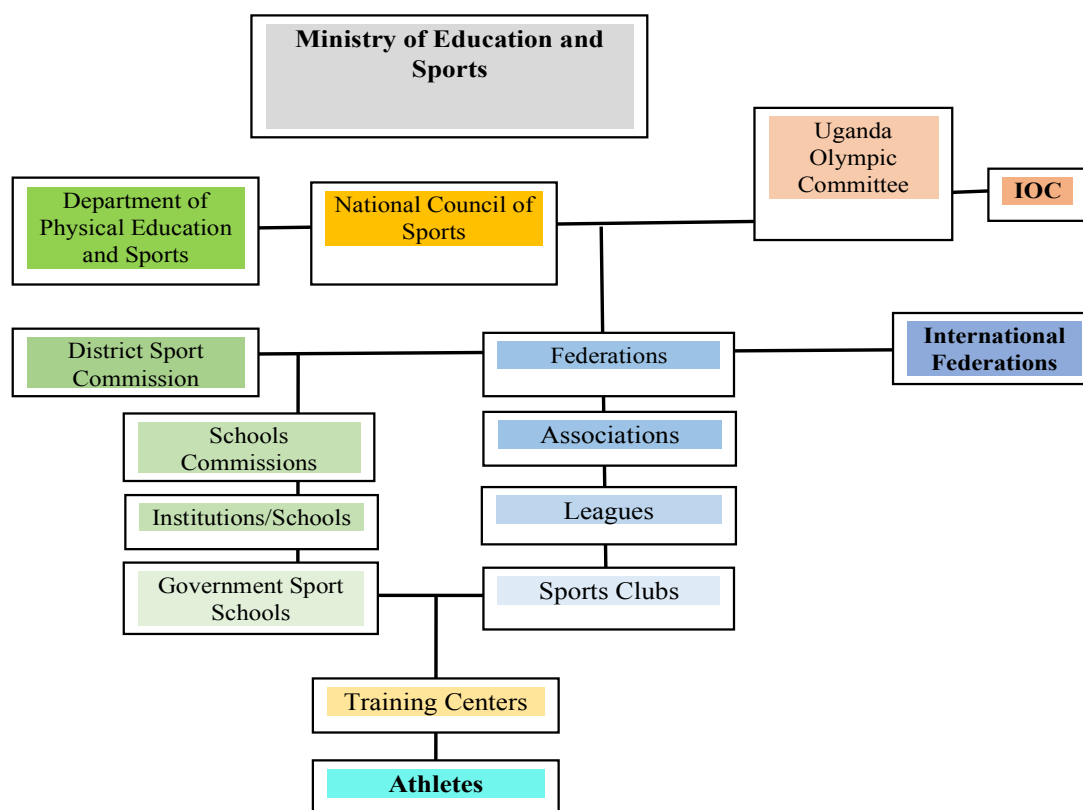 Ministry of Education and
Sports
Uganda
Olympic
Committee
IOC
Department of
Physical Education
and Sports
National Council of
Sports
District Sport
Commission
Federations
International
Federations
Schools
Commissions
Associations
Institutions/Schools
Leagues
Government Sport
Schools
Sports Clubs
Training Centers
Athletes